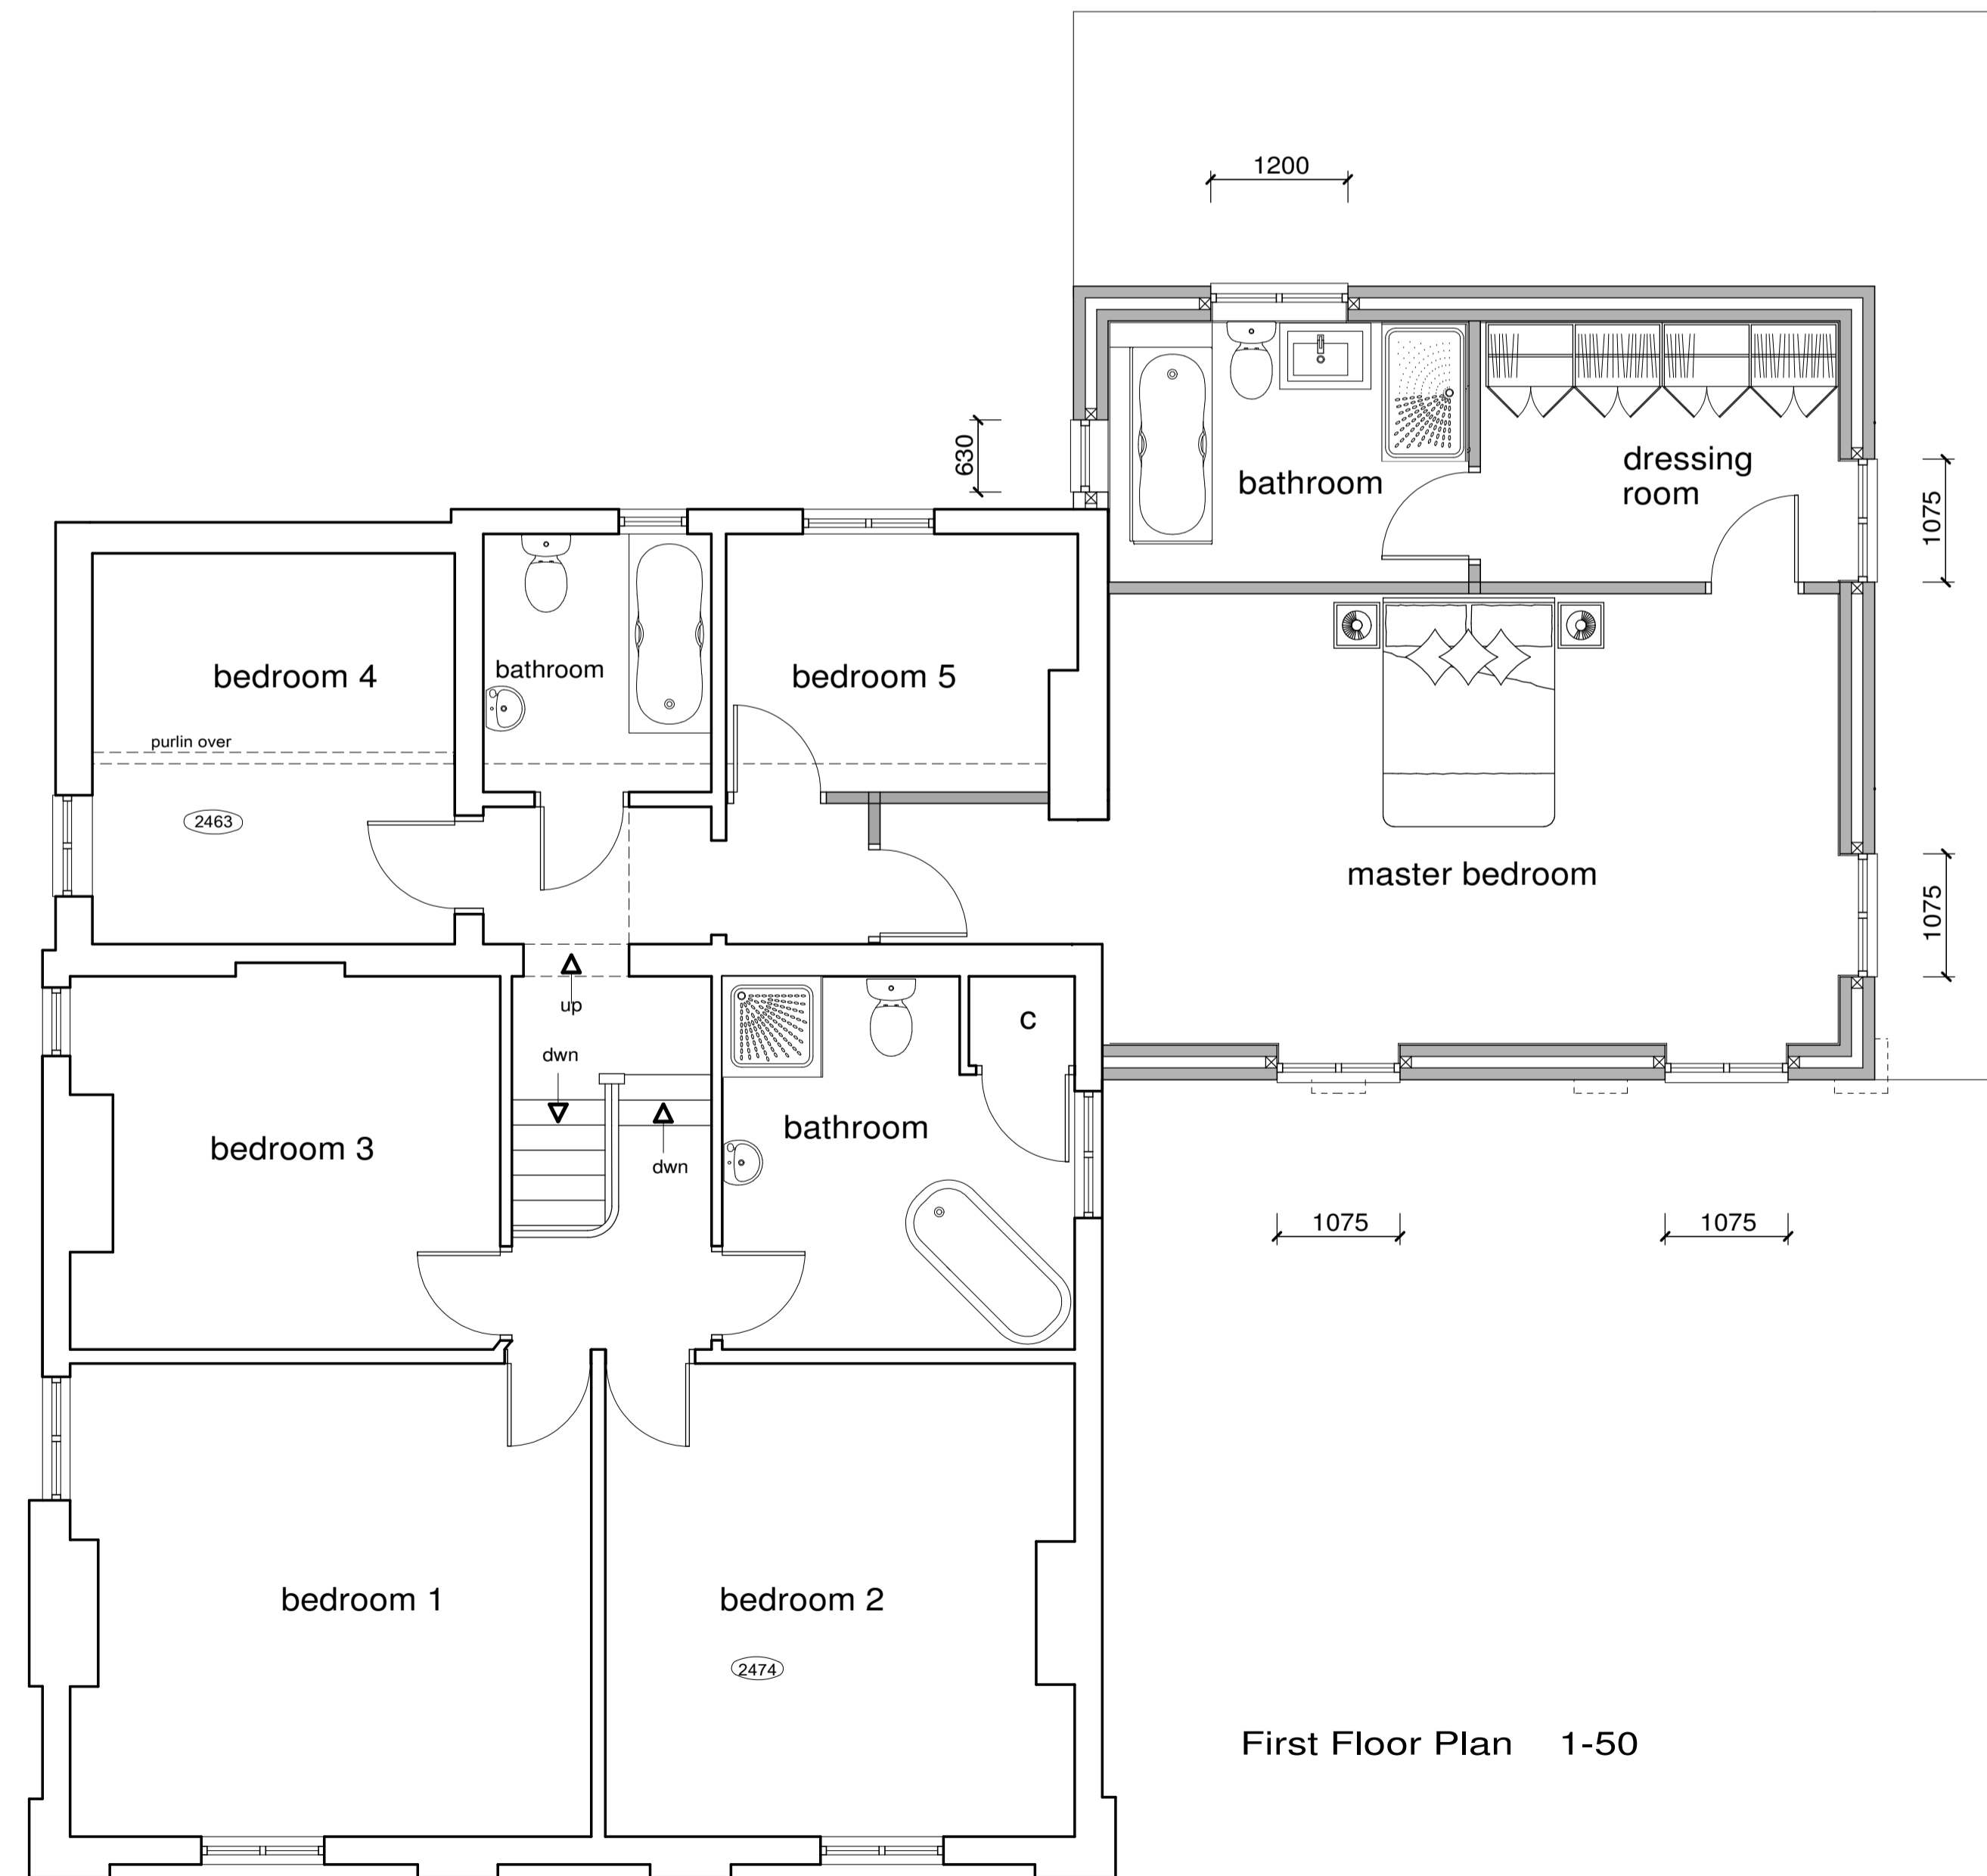 1200
630
bathroom
dressing
room
1075
bedroom 4
bathroom
bedroom 5
purlin over
2463
master bedroom
1075
up
c
dwn
bedroom 3
dwn
bathroom
1075
1075
bedroom 1
bedroom 2
2474
First Floor Plan 1-50